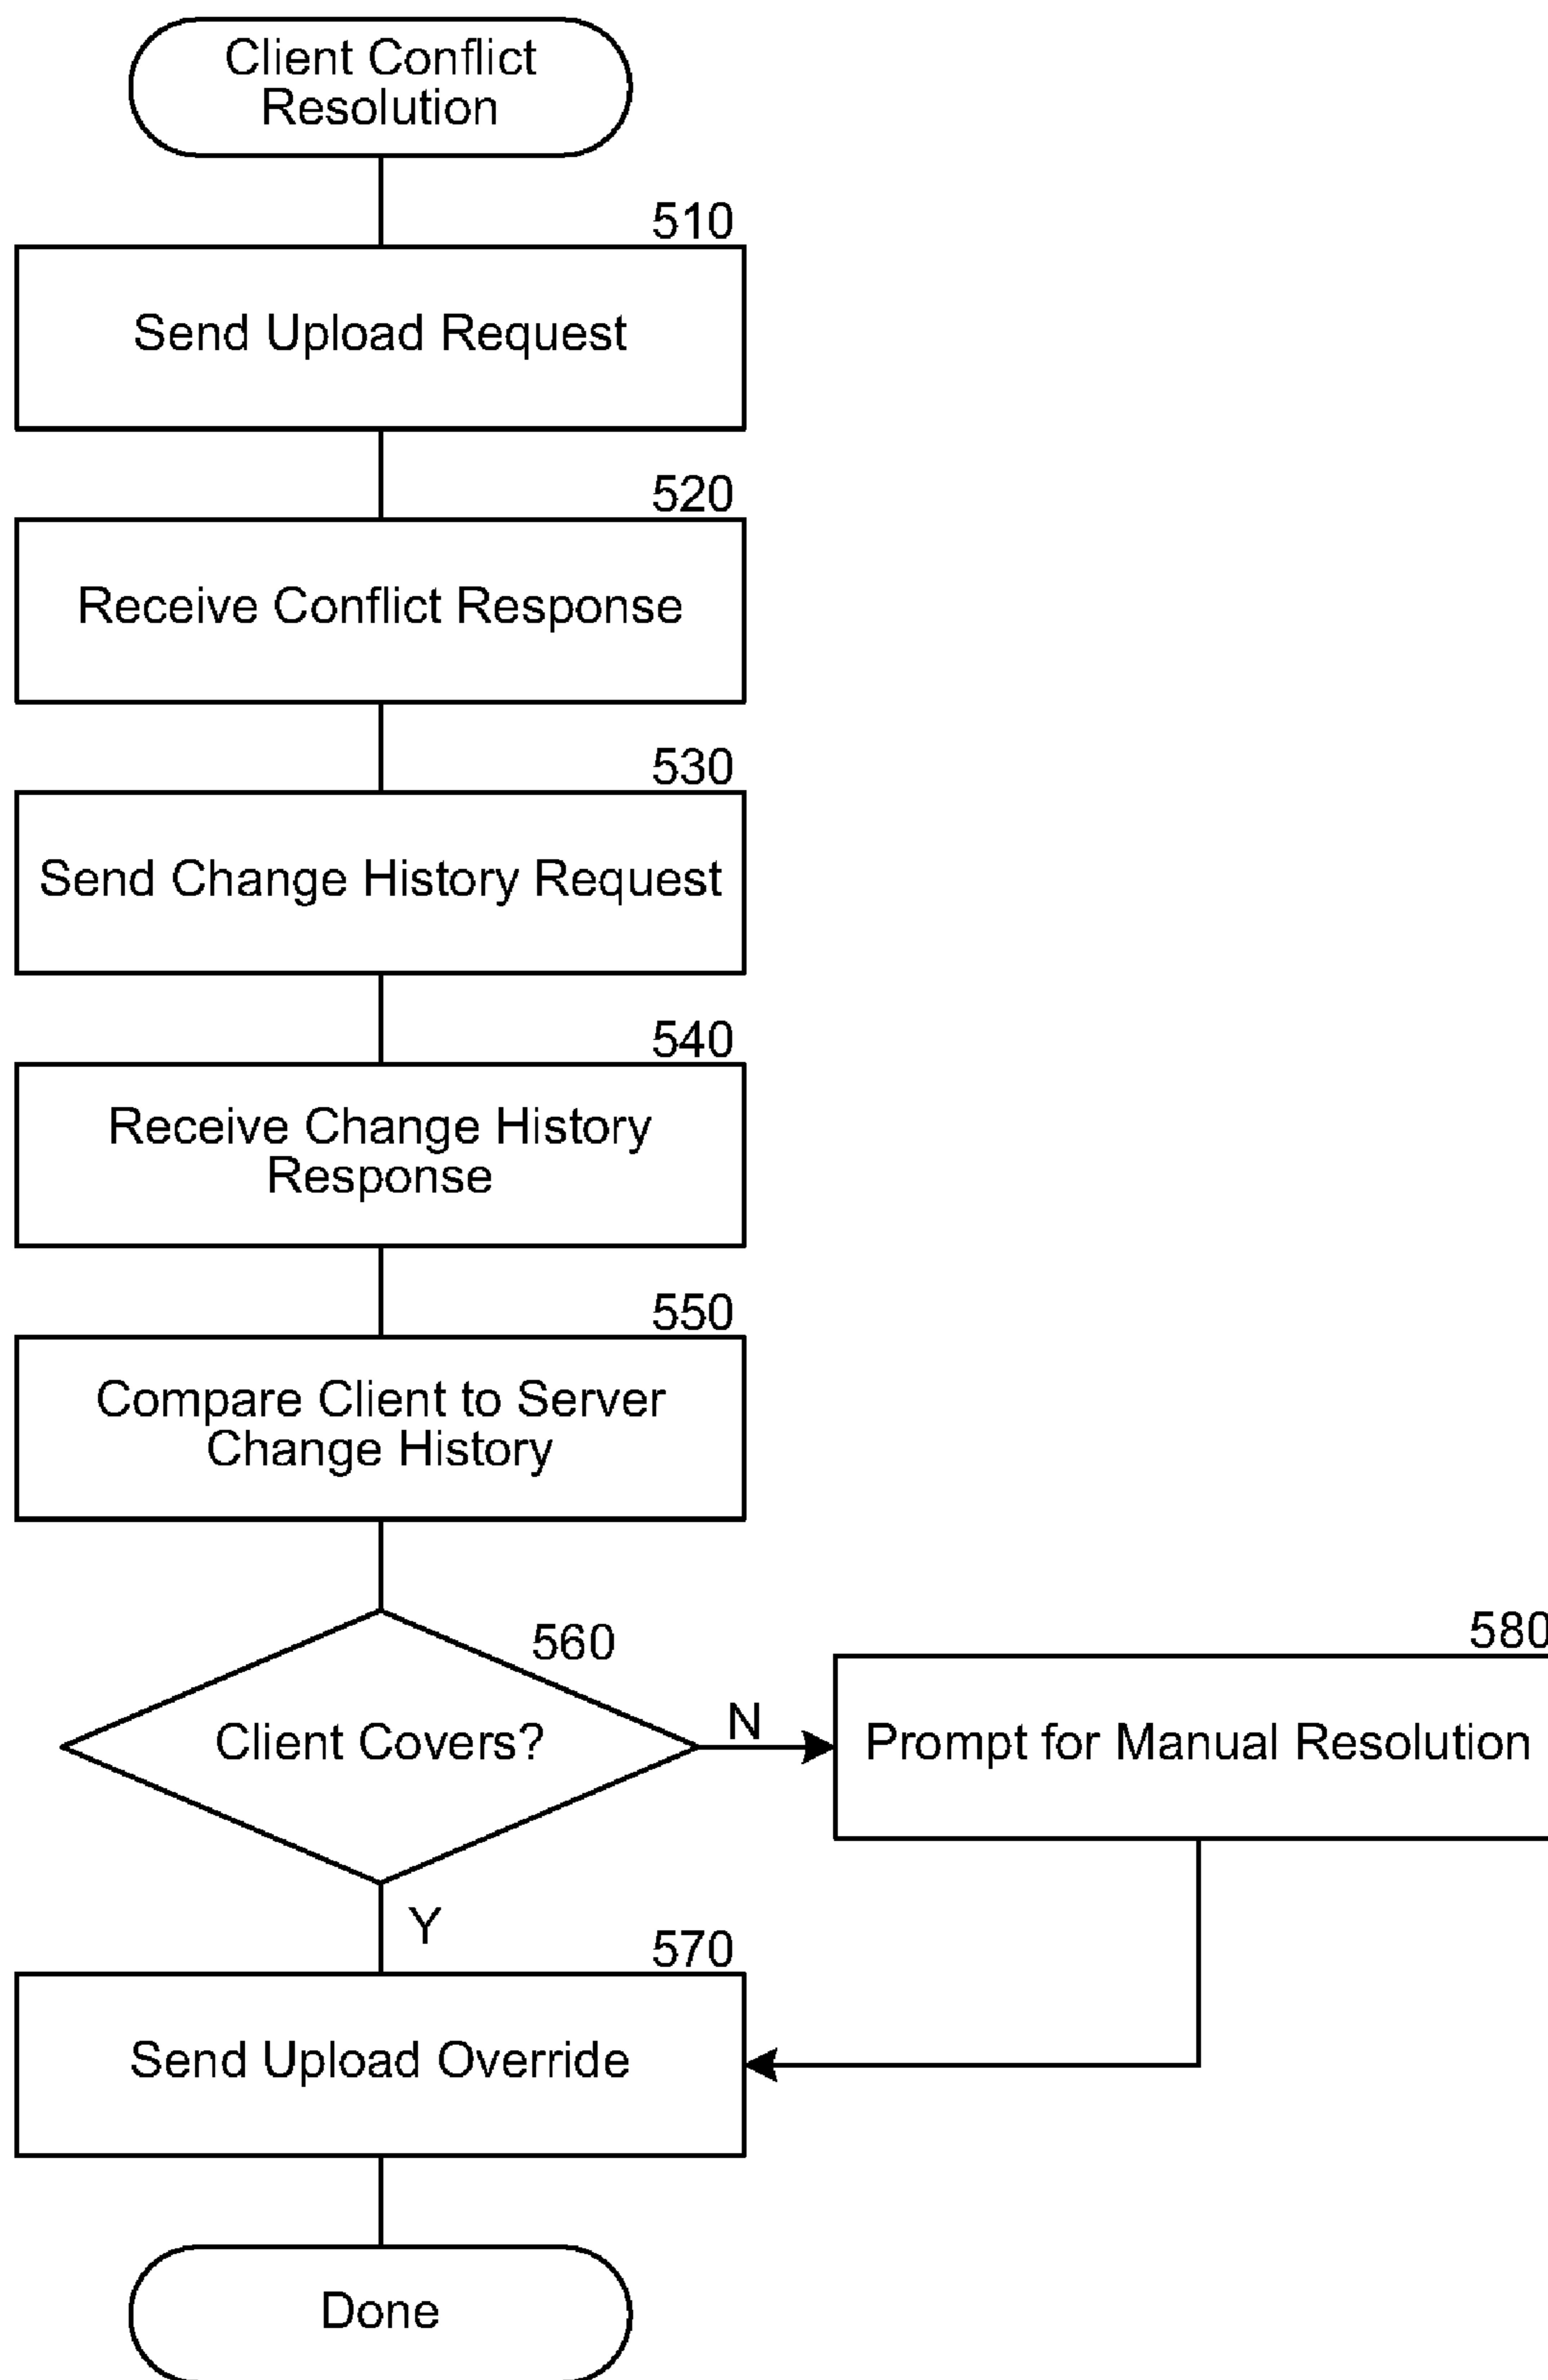 Client Conflict
Resolution
510
Send Upload Request
520
Receive Conflict Response
530
Send Change History Request
540
Receive Change History
Response
550
Compare Client to Server
Change History
560
Client Covers?
N
580
Prompt for Manual Resolution
Y
570
Send Upload Override
Done